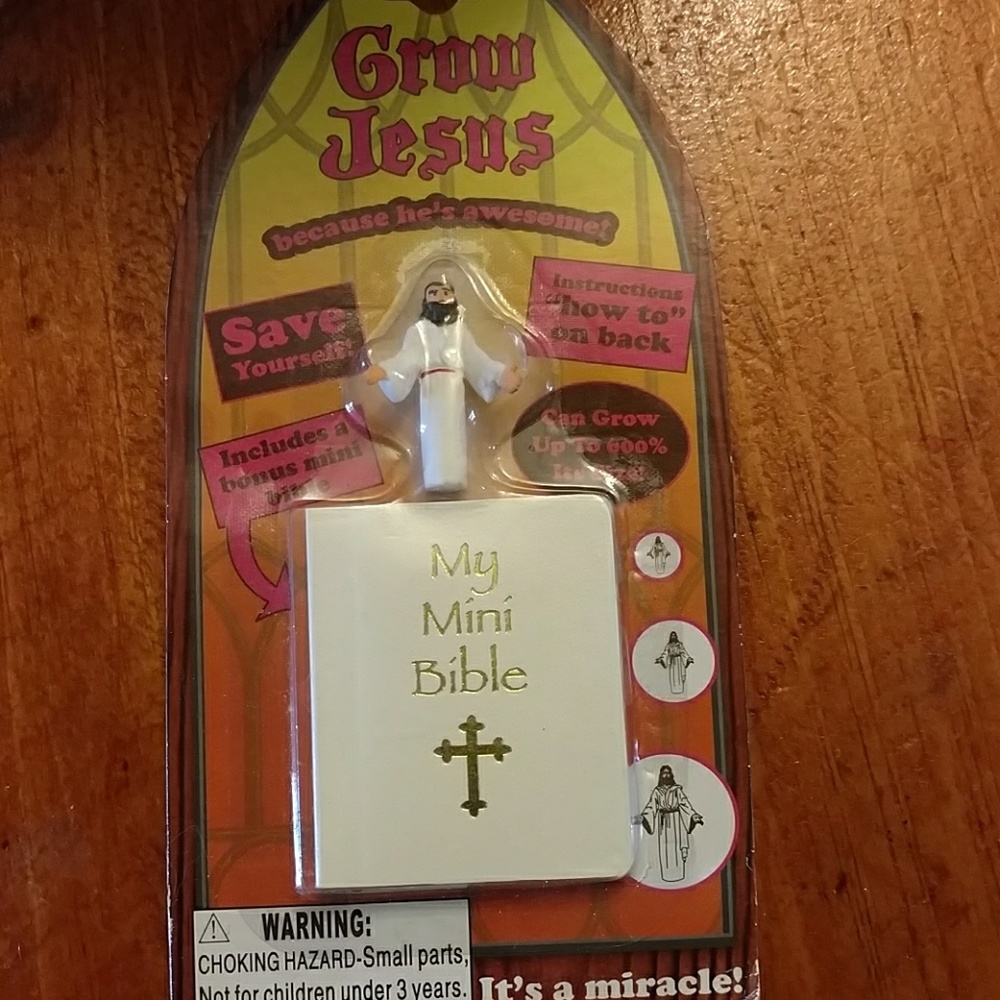 Grow
Jesus
because he's awesome!
Save
Yourself!
Instructions
"how to"
on back
Includes a
bonus mini
bible
Can Grow
Up To 600%
My
Mini
Bible
WARNING:
CHOKING HAZARD-Small parts,
Not for children under 3 years.
It's a miracle!